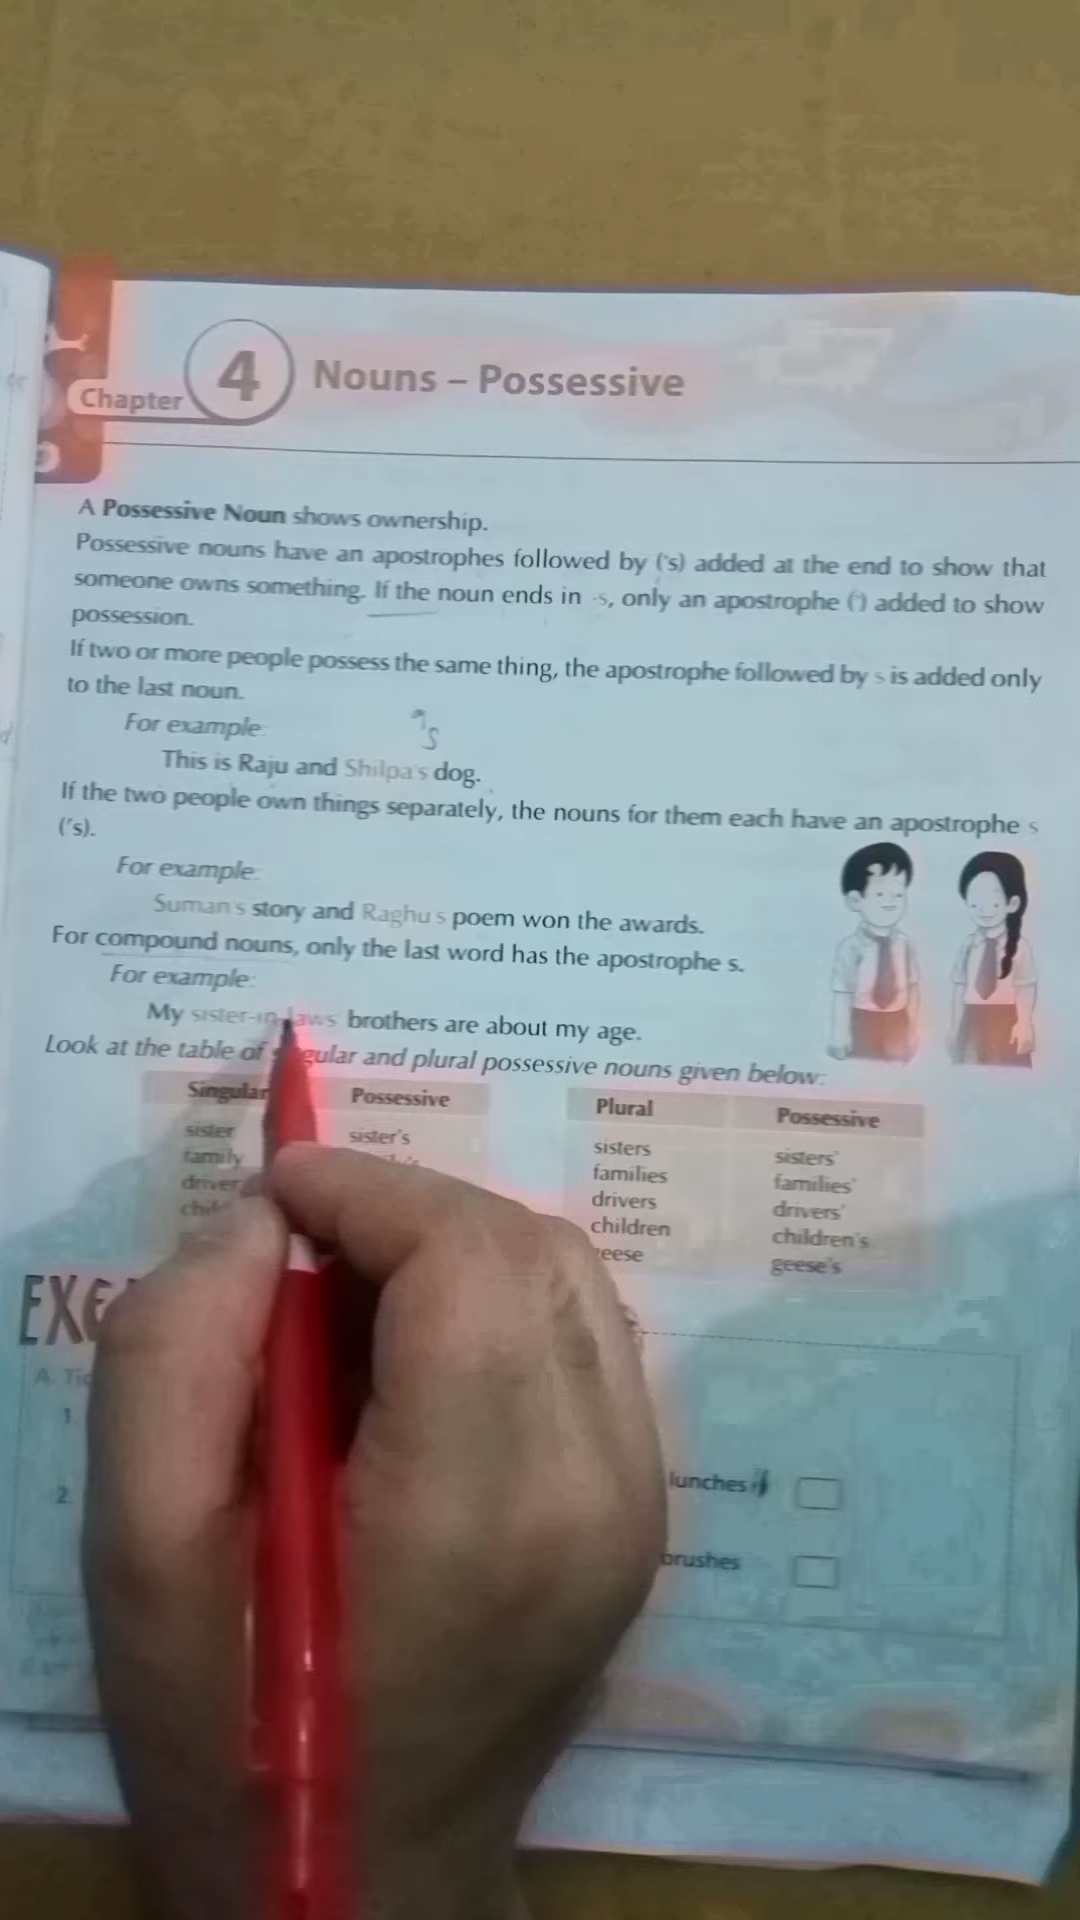 Chapter 4 Nouns – Possessive
A Possessive Noun shows ownership.
Possessive nouns have an apostrophes followed by ('s) added at the end to show that
someone owns something. If the noun ends in -s, only an apostrophe (') added to show
possession.
If two or more people possess the same thing, the apostrophe followed by s is added only
to the last noun.
For example:
's
This is Raju and Shilpa's dog.
If the two people own things separately, the nouns for them each have an apostrophe s
('s).
For example:
Suman's story and Raghu's poem won the awards.
For compound nouns, only the last word has the apostrophe s.
For example:
My sister-in-laws' brothers are about my age.
Look at the table of singular and plural possessive nouns given below:
Singular Possessive Plural Possessive
sister sister's sisters sisters'
family families families'
driver drivers drivers'
children children's
geese's
A.
1.
2.
lunches
brushes